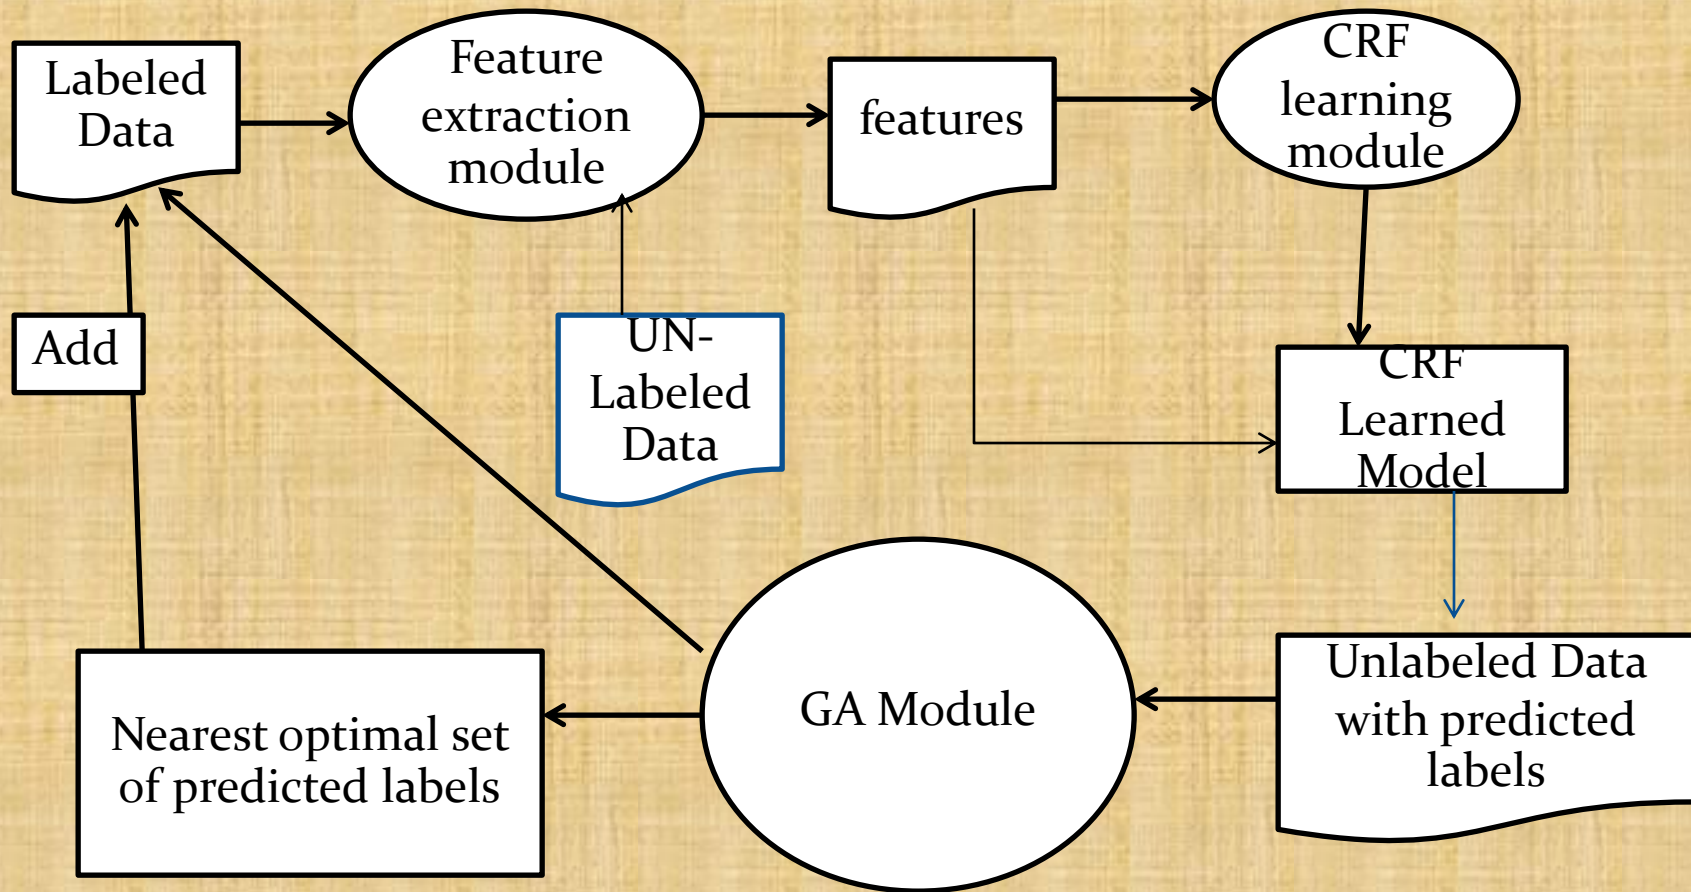 Labeled
Data
Feature
extraction
module
features
CRF
learning
module
Add
UN-
Labeled
Data
CRF
Learned
Model
Nearest optimal set
of predicted labels
GA Module
Unlabeled Data
with predicted
labels